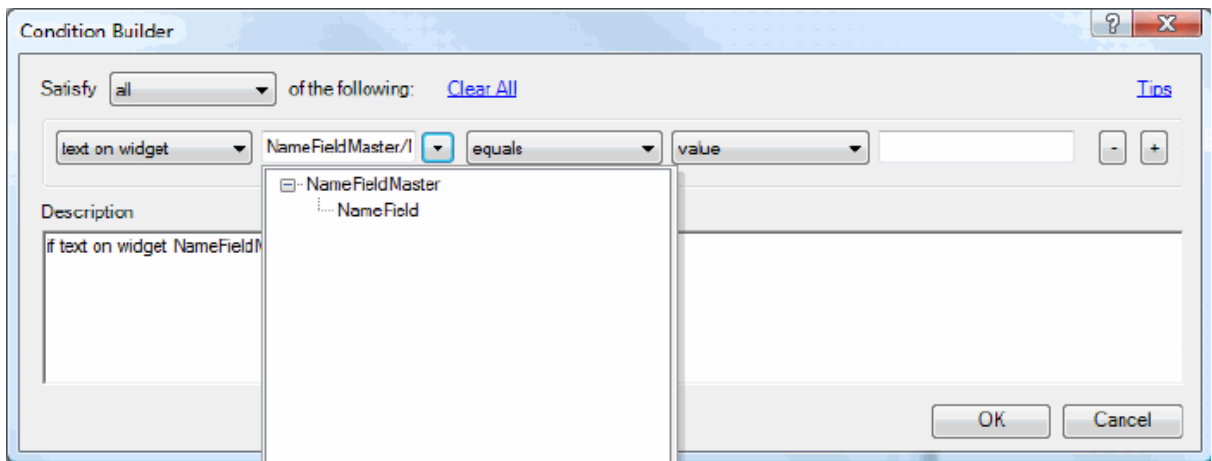 Condition Builder
?
X
Satisfy all of the following: Clear All Tips
text on widget NameFieldMaster/ equals value - +
NameFieldMaster
NameField
Description
if text on widget NameField
OK Cancel